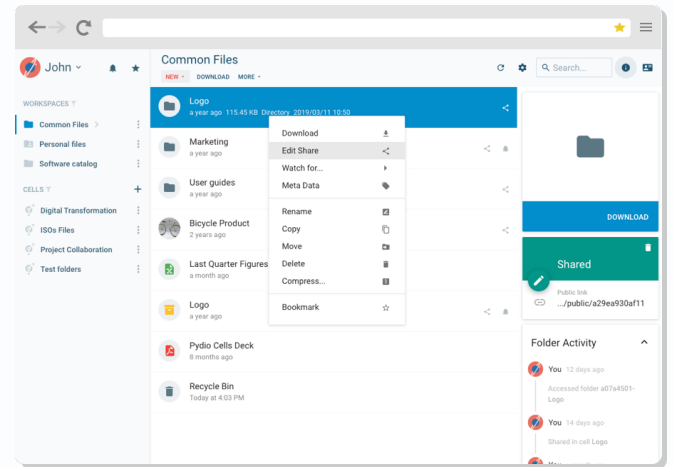 John
Common Files
NEW
DOWNLOAD
MORE
Search...
WORKSPACES
Common Files
Personal files
Software catalog
CELLS
Digital Transformation
ISOs Files
Project Collaboration
Test folders
Logo
a year ago 115.45 KB Directory 2019/03/11 10:50
Marketing
a year ago
User guides
a year ago
Bicycle Product
2 years ago
Last Quarter Figures
a month ago
Logo
a year ago
Pydio Cells Deck
8 months ago
Recycle Bin
Today at 4:03 PM
Download
Edit Share
Watch for...
Meta Data
Rename
Copy
Move
Delete
Compress...
Bookmark
DOWNLOAD
Shared
Public link
.../public/a29ea930af11
Folder Activity
You 12 days ago
Accessed folder a07a4501-
Logo
You 14 days ago
Shared in cell Logo